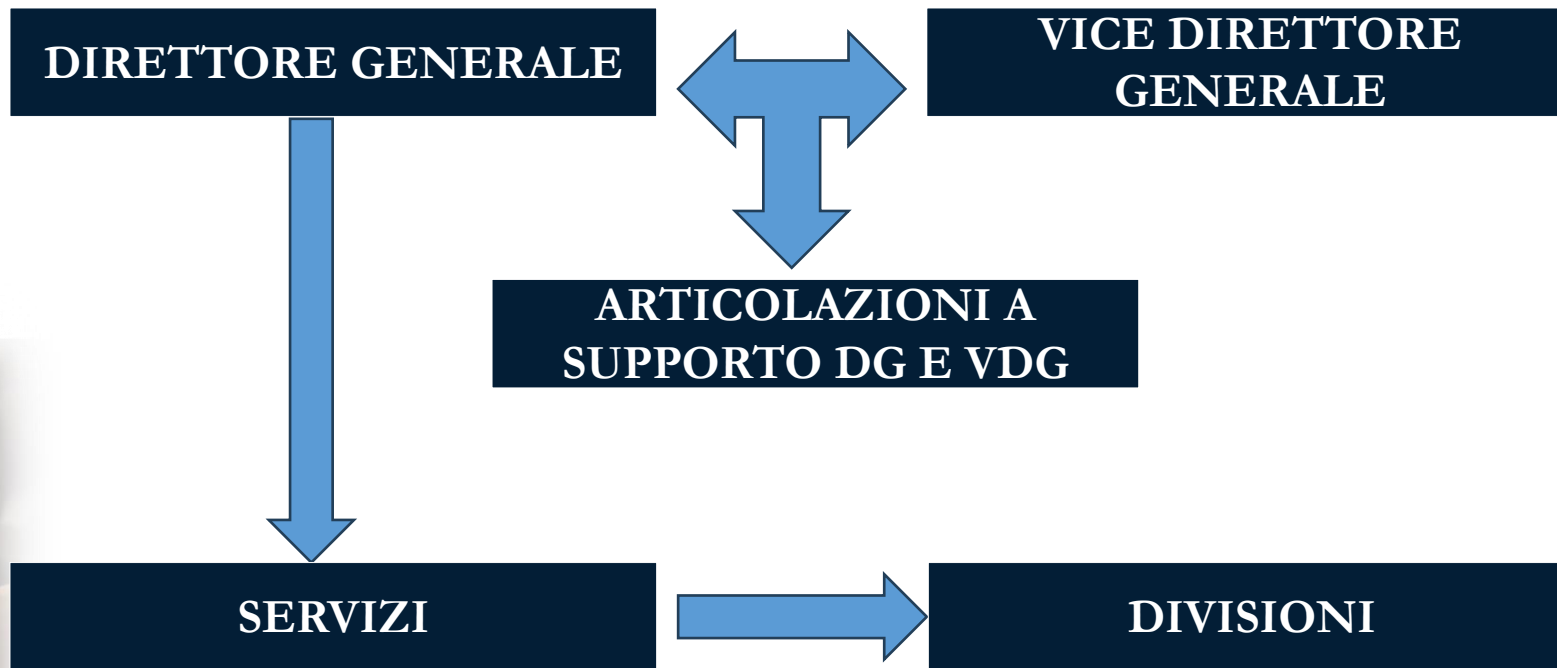 DIRETTORE GENERALE
VICE DIRETTORE
GENERALE
ARTICOLAZIONI A
SUPPORTO DG E VDG
SERVIZI
DIVISIONI